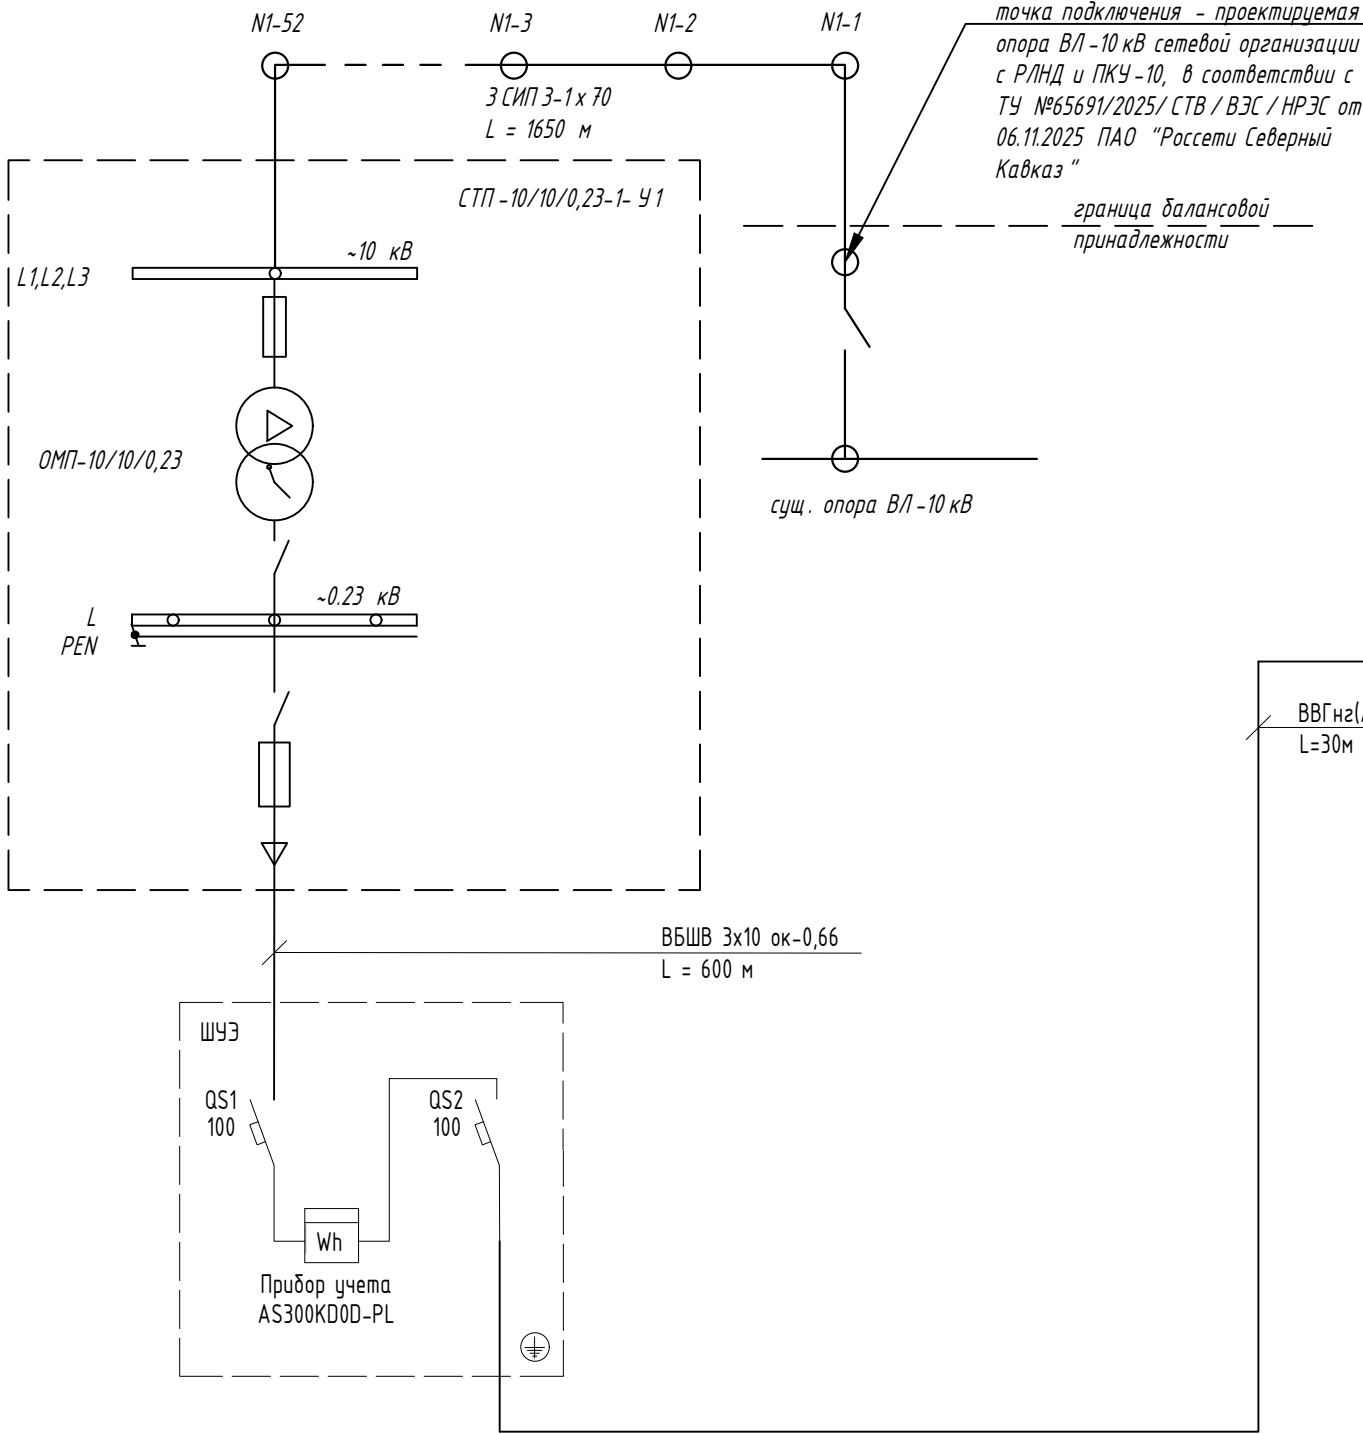 N1-52
N1-3
N1-2
N1-1
точка подключения - проектируемая
опора ВЛ-10 кВ сетевой организации
с РЛНД и ПКУ-10, в соответствии с
ТУ №65691/2025/СТВ/ВЭС/НРЭС от
06.11.2025 ПАО "Россети Северный
Кавказ"
3 СИП 3-1х70
L = 1650 м
СТП-10/10/0,23-1-У1
граница балансовой
принадлежности
~10 кВ
L1,L2,L3
ОМП-10/10/0,23
сущ. опора ВЛ-10 кВ
~0.23 кВ
L
PEN
ВВГнг(
L=30м
ВБШВ 3х10 ок-0,66
L = 600 м
ШУЭ
QS1
100
QS2
100
Wh
Прибор учета
AS300KD0D-PL